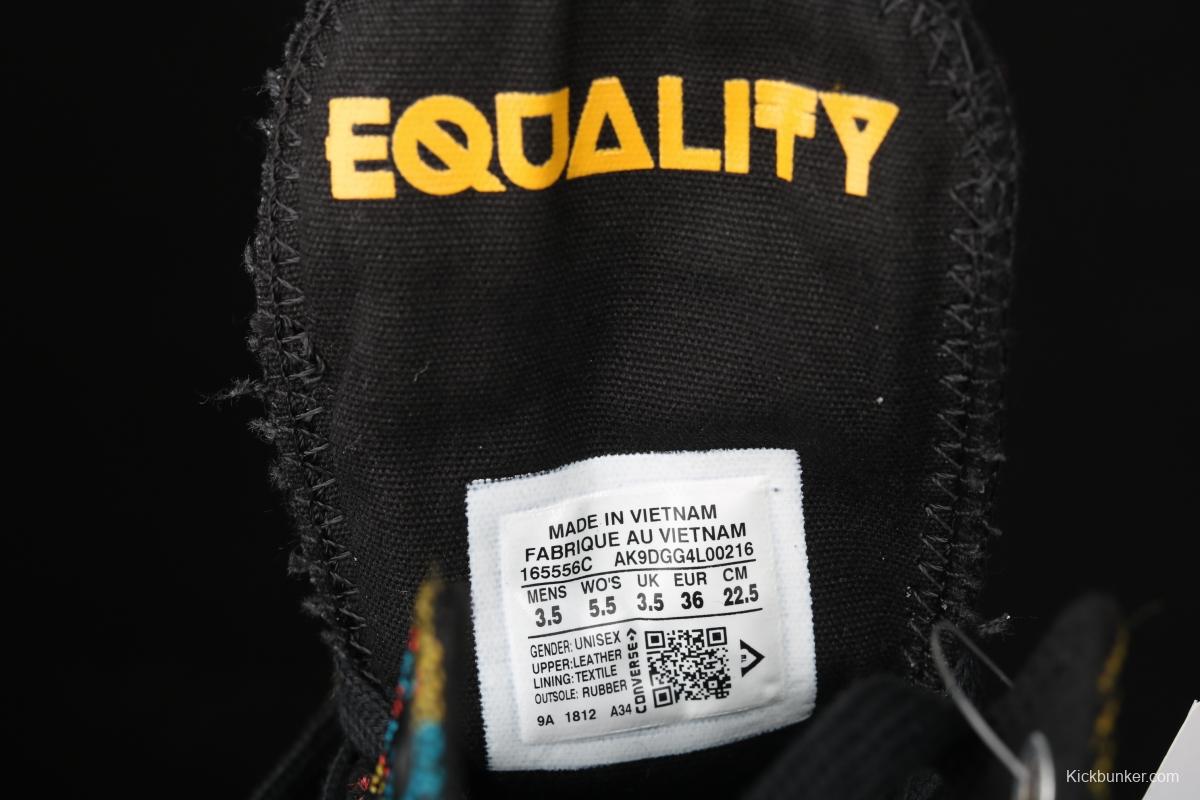 EQUALITY
MADE IN VIETNAM
FABRIQUE AU VIETNAM
165556C AK9DGG4L00216
MENS WO'S UK EUR CM
3.5 5.5 3.5 36 22.5
GENDER: UNISEX
UPPER: LEATHER
LINING: TEXTILE
OUTSOLE: RUBBER
CONVERSE
9A 1812 A34
Kickbunker.com